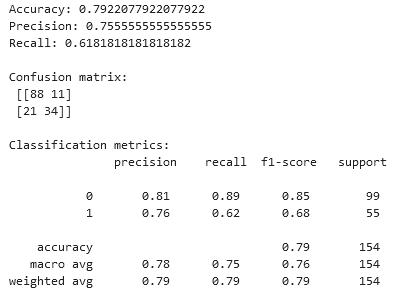 Accuracy: 0.7922077922077922
Precision: 0.7555555555555555
Recall: 0.6181818181818182
Confusion matrix:
[[88 11]
[21 34]]
Classification metrics:
precision recall f1-score support
0 0.81 0.89 0.85 99
1 0.76 0.62 0.68 55
accuracy 0.79 154
macro avg 0.78 0.75 0.76 154
weighted avg 0.79 0.79 0.79 154